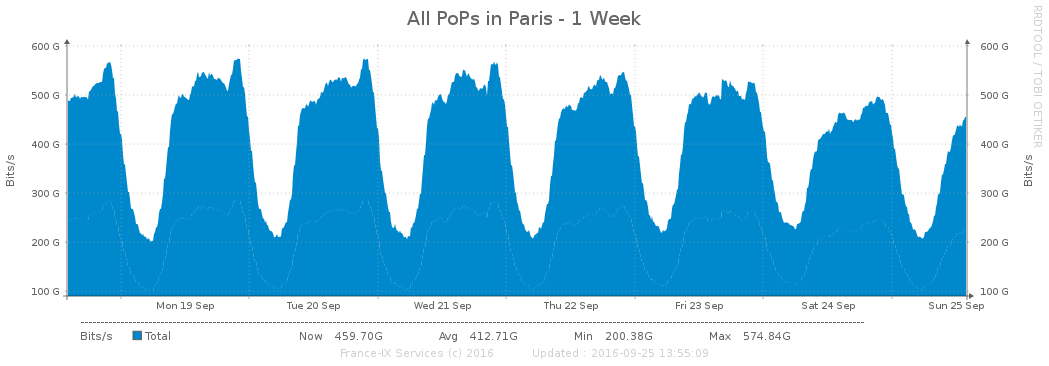 All PoPs in Paris - 1 Week
RRDTOOL / TOBI OETIKER
Bits/s
600 G
500 G
400 G
300 G
200 G
100 G
600 G
500 G
400 G
300 G
200 G
100 G
Bits/s
Mon 19 Sep Tue 20 Sep Wed 21 Sep Thu 22 Sep Fri 23 Sep Sat 24 Sep Sun 25 Sep
Bits/s Total Now 459.70G Avg 412.71G Min 200.38G Max 574.84G
France-IX Services (c) 2016 Updated : 2016-09-25 13:55:09